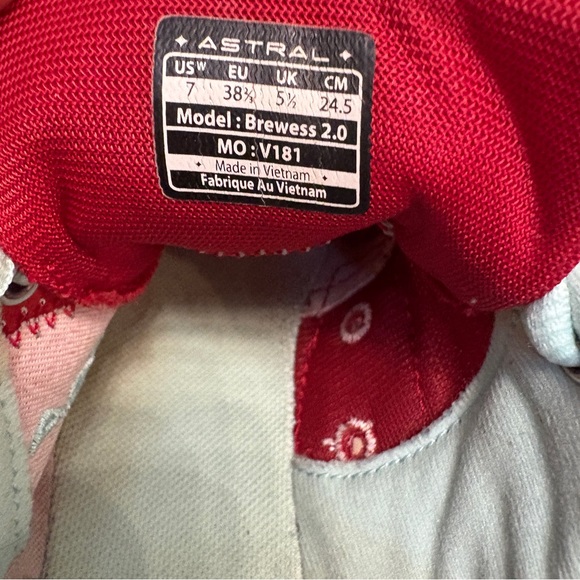 ASTRAL
USW EU UK CM
7 38⅔ 5½ 24.5
Model : Brewess 2.0
MO : V181
Made in Vietnam
Fabrique Au Vietnam